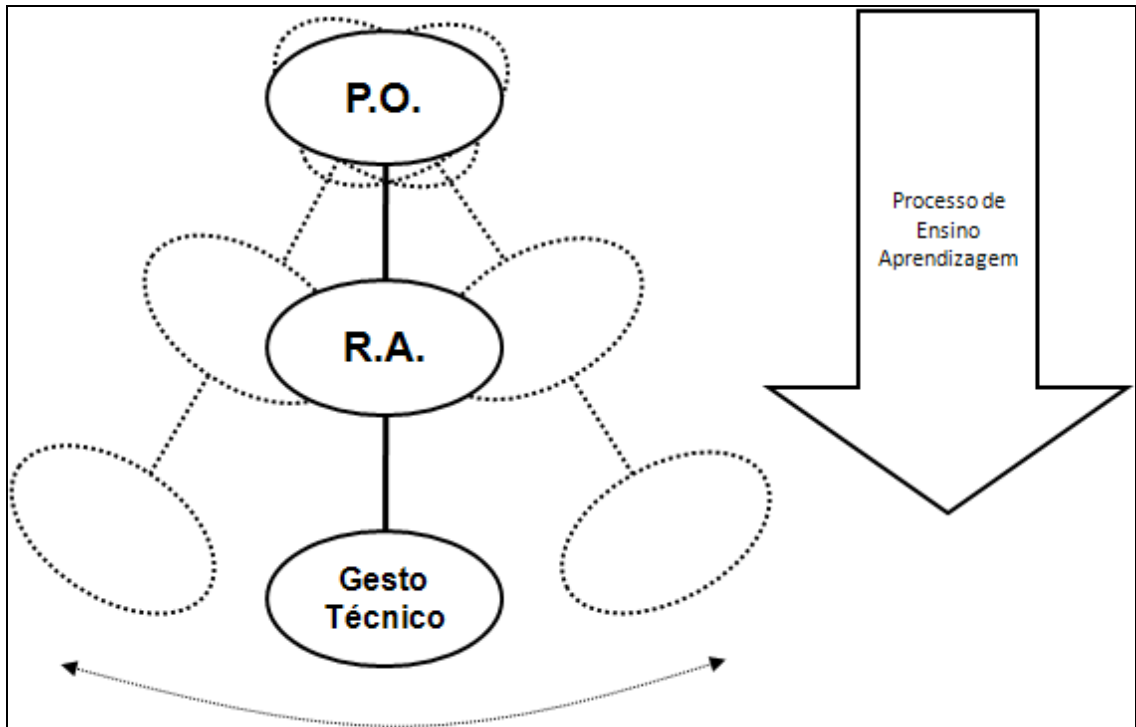 P.O.
R.A.
Gesto
Técnico
Processo de
Ensino
Aprendizagem